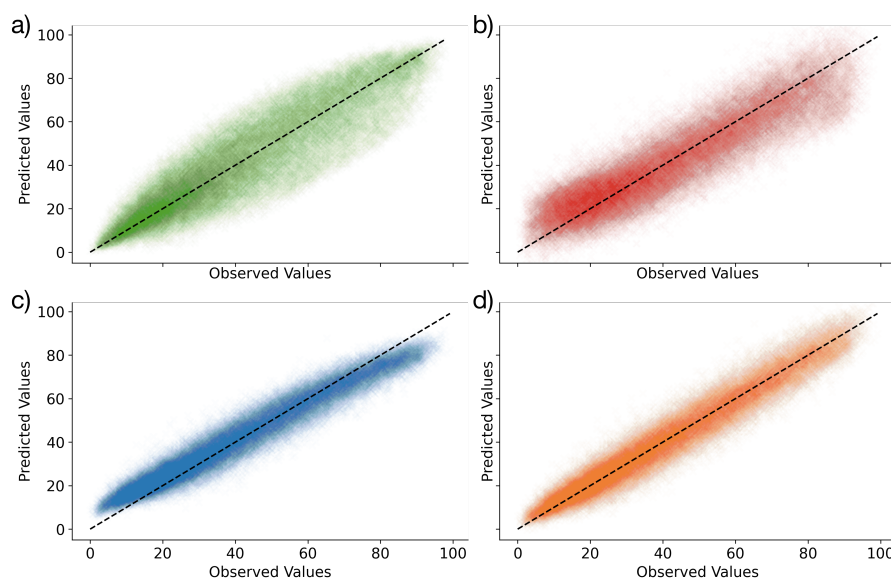 a)
100
80
60
40
20
0
Predicted Values
Observed Values
b)
Predicted Values
Observed Values
c)
100
80
60
40
20
0
Predicted Values
0 20 40 60 80 100
Observed Values
d)
Predicted Values
0 20 40 60 80 100
Observed Values